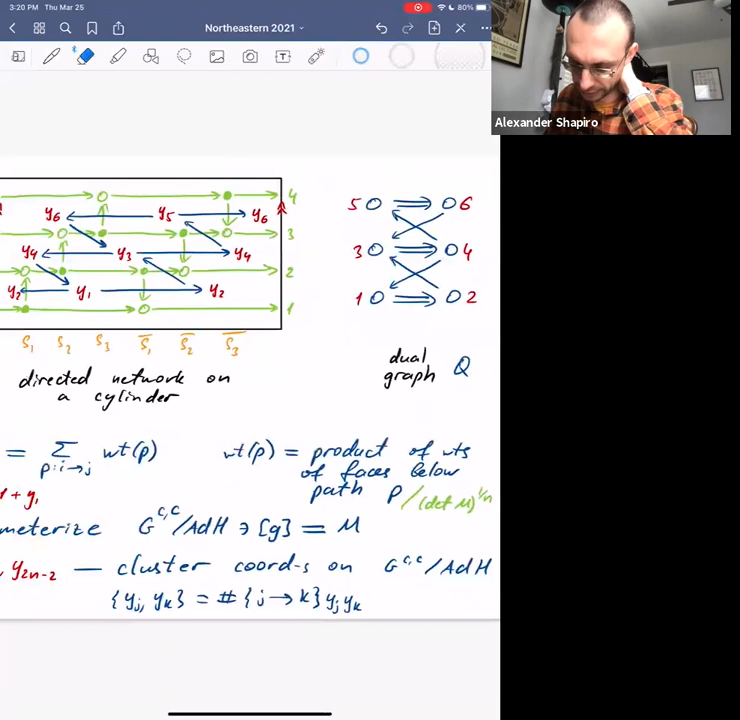 3:20 PM Thu Mar 25
80%
Northeastern 2021
Alexander Shapiro
4
y6 y5 y6
3
y4 y3 y4
2
y2 y1 y2
1
S1 S2 S3 S̄1 S̄2 S̄3
5 6
3 4
1 2
directed network on
a cylinder
dual
graph Q
= Σ wt(p)
p:i→j
wt(p) = product of wts
of faces below
path p /(det M)^1/n
1 + y1
meterize G^c,c/AdH ∋ [g] = M
, y2n-2 — cluster coord-s on G^c,c/AdH
{yj, yk} = #{j → k} yj yk